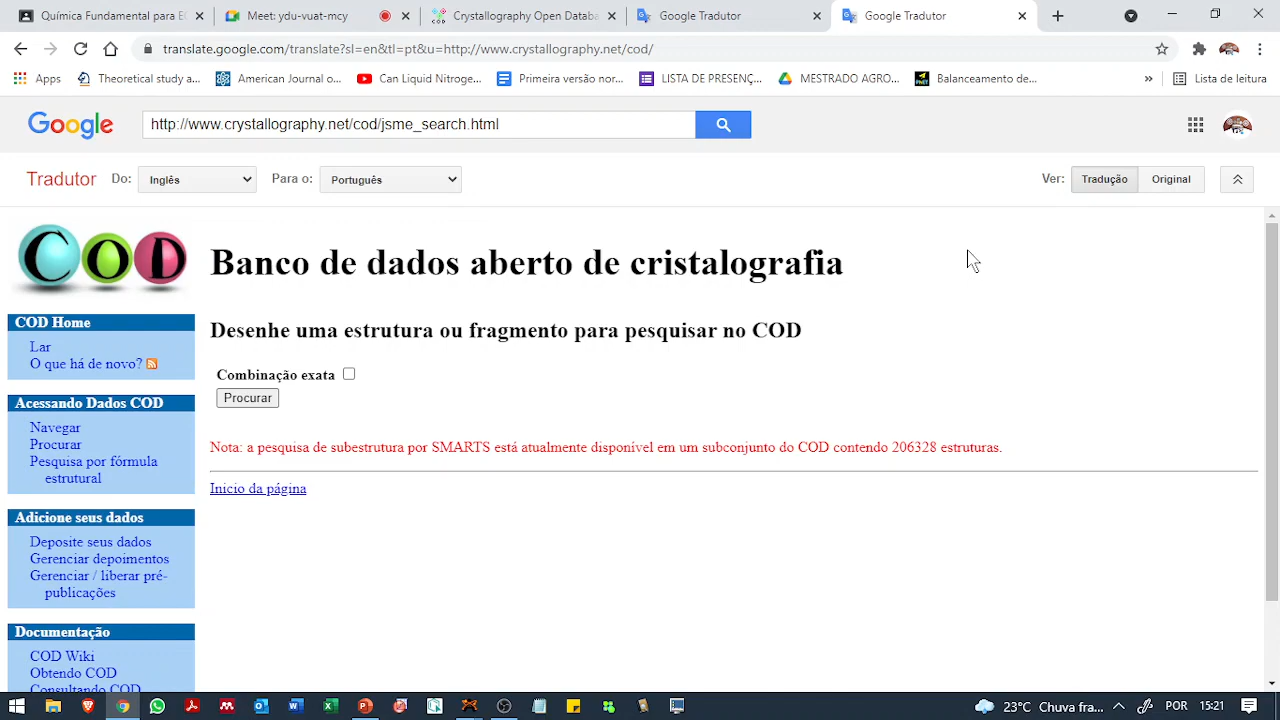 Química Fundamental para EC
Meet: edu-vuat-my
Crystallography Open Databa
Google Tradutor
Google Tradutor
translate.google.com/translate?sl=en&tl=pt&u=http://www.crystallography.net/cod/
Apps
Theoretical study a...
American Journal o...
Can Liquid Nitroge...
Primeira versão nor...
LISTA DE PRESENÇ...
MESTRADO AGRO...
Balanceamento de...
»
Lista de leitura
Google
http://www.crystallography.net/cod/jsme_search.html
Tradutor
Do:
Inglês
Para o:
Português
Ver:
Tradução
Original
COD
Banco de dados aberto de cristalografia
COD Home
Desenhe uma estrutura ou fragmento para pesquisar no COD
Lar
O que há de novo?
Combinação exata
Procurar
Acessando Dados COD
Navegar
Procurar
Pesquisa por fórmula
estrutural
Nota: a pesquisa de subestrutura por SMARTS está atualmente disponível em um subconjunto do COD contendo 206328 estruturas.
Inicio da página
Adicione seus dados
Deposite seus dados
Gerenciar depoimentos
Gerenciar / liberar pré-
publicações
Documentação
COD Wiki
Obtendo COD
Consultando COD
23°C Chuva fra...
POR
15:21